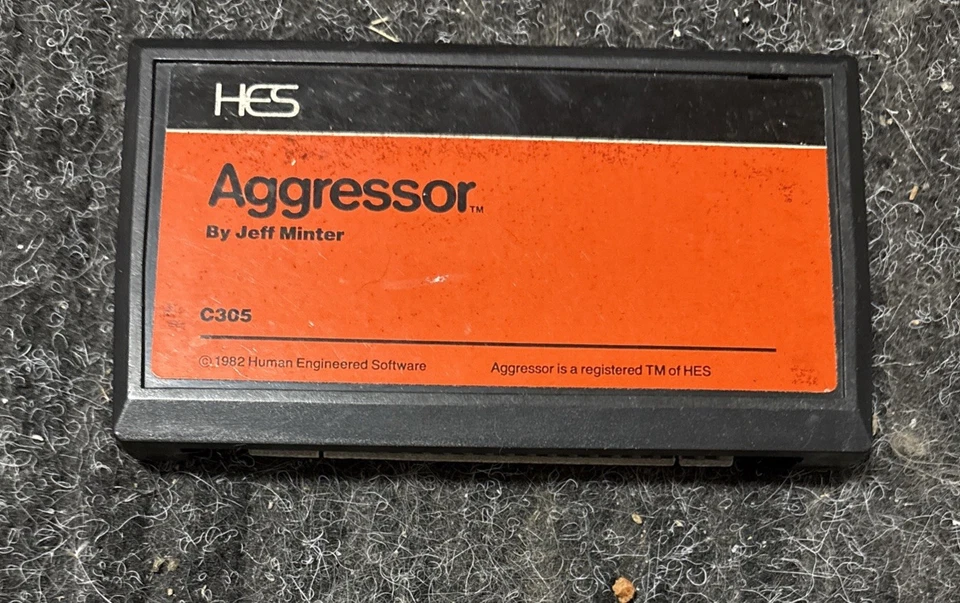 HES
Aggressor™
By Jeff Minter
C305
©1982 Human Engineered Software
Aggressor is a registered TM of HES